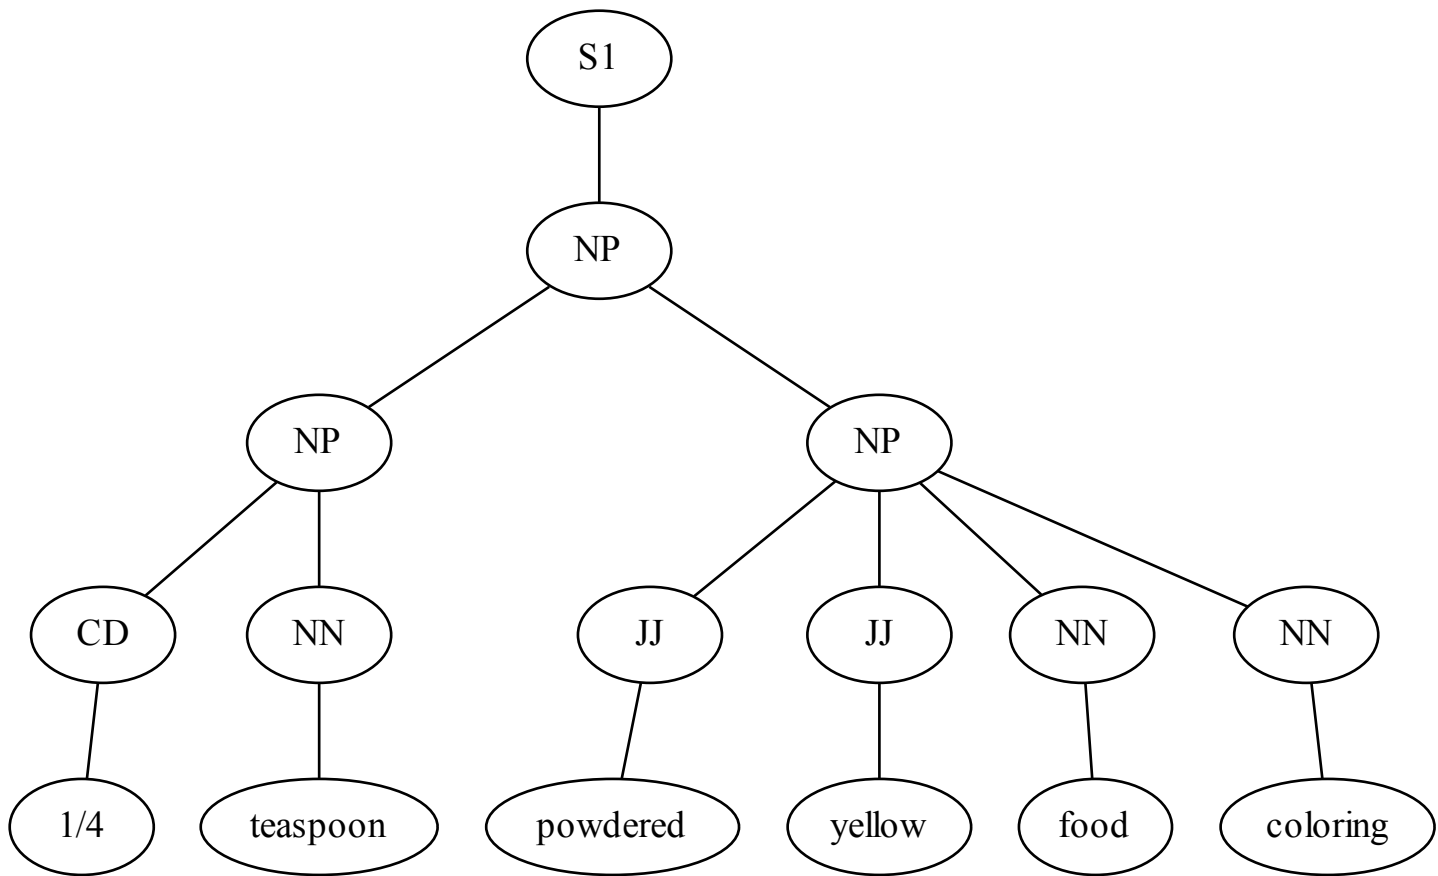 S1
NP
NP NP
CD NN JJ JJ NN NN
1/4 teaspoon powdered yellow food coloring